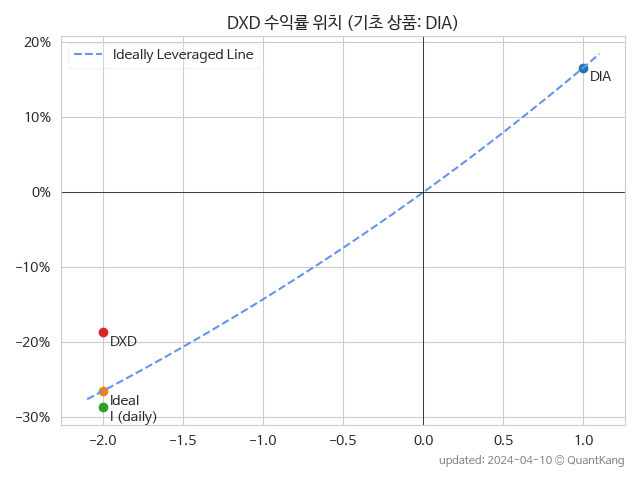 DXD 수익률 위치 (기초 상품: DIA)
20%
10%
0%
-10%
-20%
-30%
Ideally Leveraged Line
DIA
DXD
Ideal
I (daily)
-2.0
-1.5
-1.0
-0.5
0.0
0.5
1.0
updated: 2024-04-10 © QuantKang